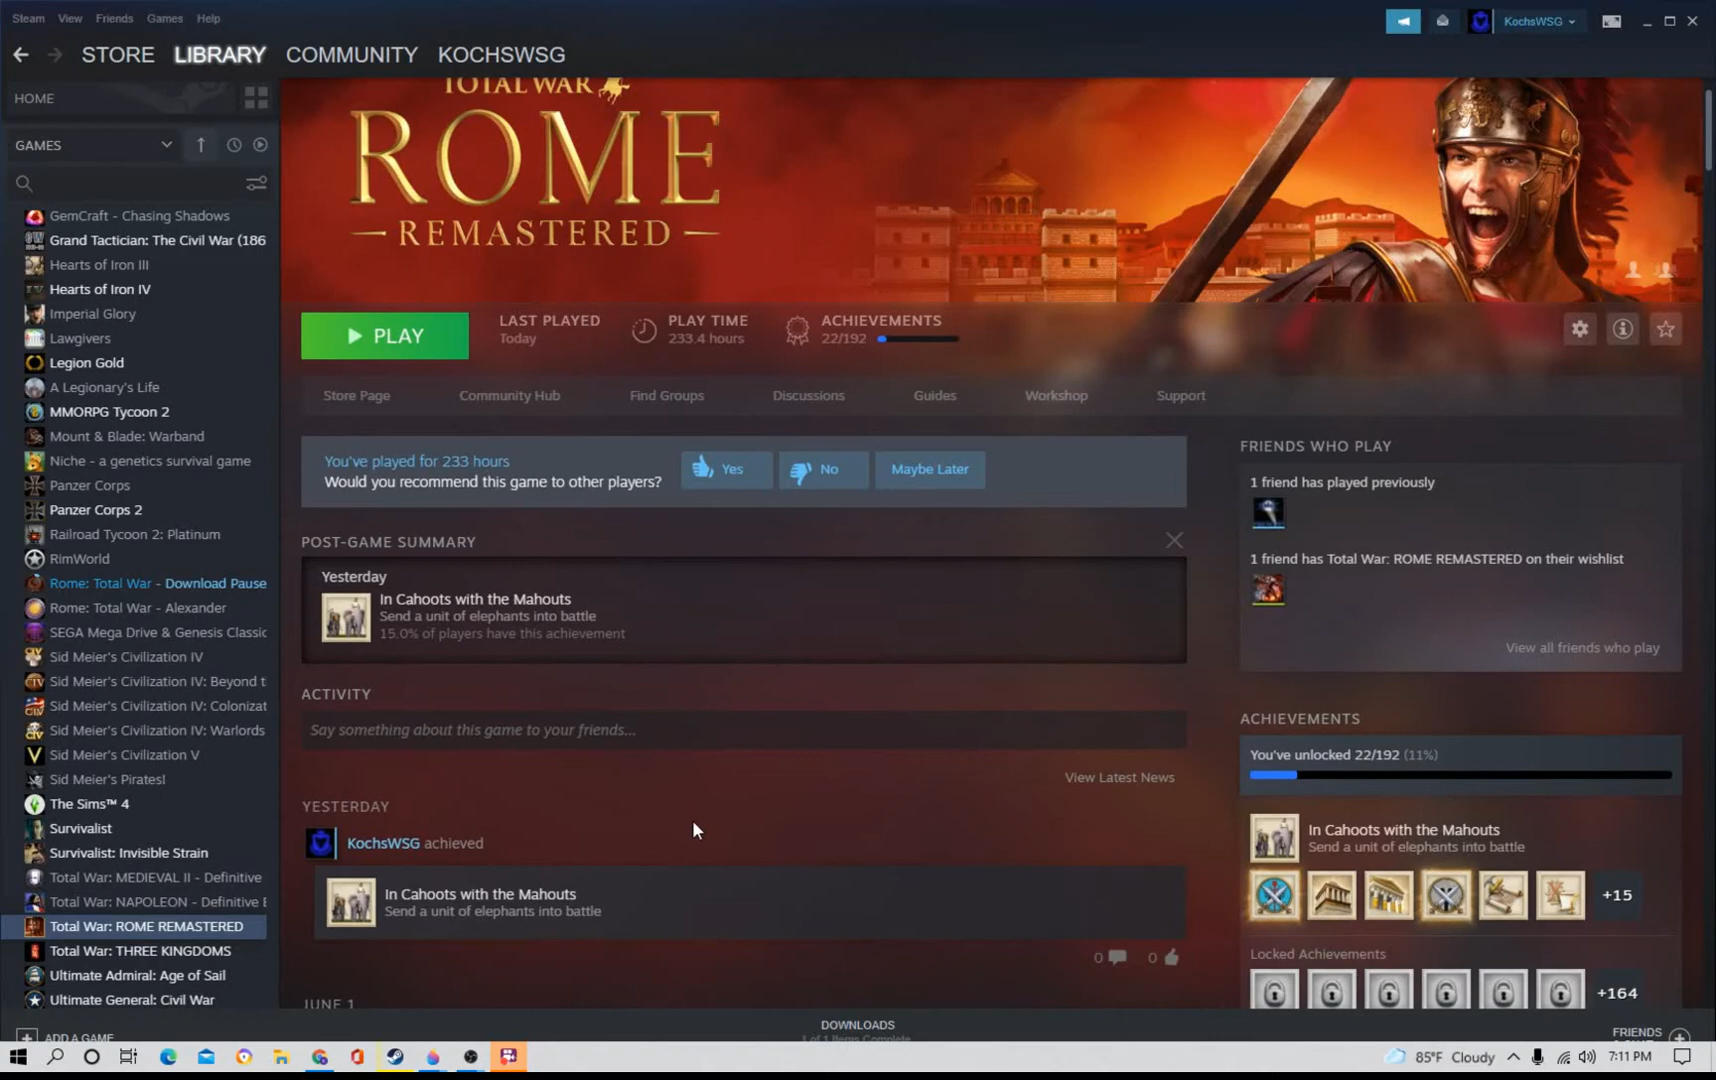 Steam View Friends Games Help
KochsWSG
STORE LIBRARY COMMUNITY KOCHSWSG
HOME
GAMES
GemCraft - Chasing Shadows
Grand Tactician: The Civil War (186
Hearts of Iron III
Hearts of Iron IV
Imperial Glory
Lawgivers
Legion Gold
A Legionary's Life
MMORPG Tycoon 2
Mount & Blade: Warband
Niche - a genetics survival game
Panzer Corps
Panzer Corps 2
Railroad Tycoon 2: Platinum
RimWorld
Rome: Total War - Download Pause
Rome: Total War - Alexander
SEGA Mega Drive & Genesis Classic
Sid Meier's Civilization IV
Sid Meier's Civilization IV: Beyond t
Sid Meier's Civilization IV: Colonizat
Sid Meier's Civilization IV: Warlords
Sid Meier's Civilization V
Sid Meier's Pirates!
The Sims™ 4
Survivalist
Survivalist: Invisible Strain
Total War: MEDIEVAL II - Definitive
Total War: NAPOLEON - Definitive E
Total War: ROME REMASTERED
Total War: THREE KINGDOMS
Ultimate Admiral: Age of Sail
Ultimate General: Civil War
ADD A GAME
TOTAL WAR
ROME
REMASTERED
PLAY
LAST PLAYED
Today
PLAY TIME
233.4 hours
ACHIEVEMENTS
22/192
Store Page Community Hub Find Groups Discussions Guides Workshop Support
You've played for 233 hours
Would you recommend this game to other players?
Yes No Maybe Later
POST-GAME SUMMARY
Yesterday
In Cahoots with the Mahouts
Send a unit of elephants into battle
15.0% of players have this achievement
ACTIVITY
Say something about this game to your friends...
View Latest News
YESTERDAY
KochsWSG achieved
In Cahoots with the Mahouts
Send a unit of elephants into battle
0 0
JUNE 1
FRIENDS WHO PLAY
1 friend has played previously
1 friend has Total War: ROME REMASTERED on their wishlist
View all friends who play
ACHIEVEMENTS
You've unlocked 22/192 (11%)
In Cahoots with the Mahouts
Send a unit of elephants into battle
+15
Locked Achievements
+164
DOWNLOADS
1 of 1 Items Complete
FRIENDS
85°F Cloudy 7:11 PM